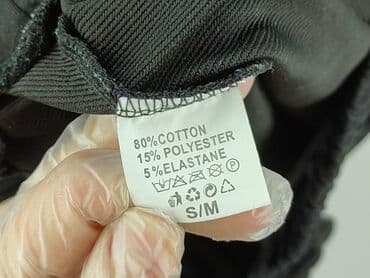 80% COTTON
15% POLYESTER
5% ELASTANE
S/M